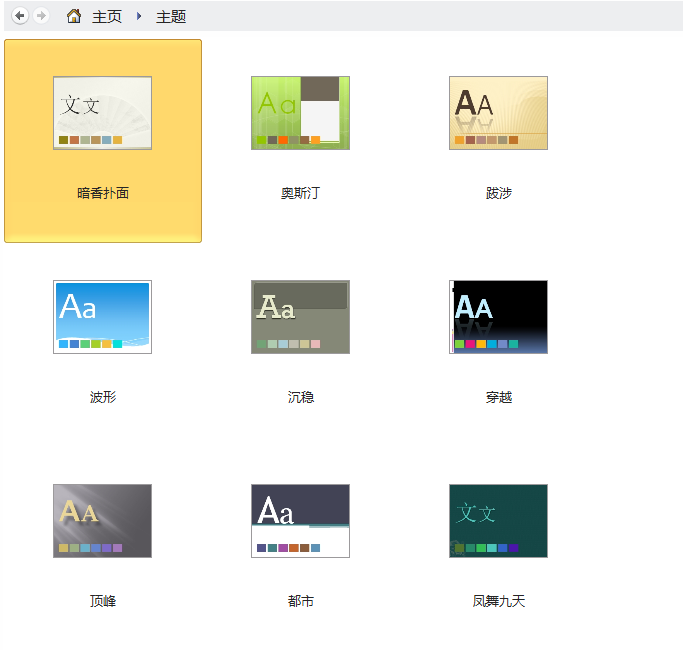 主页 主题
文文 Aa AA
暗香扑面 奥斯汀 跋涉
Aa Aa AA
波形 沉稳 穿越
AA Aa 文文
顶峰 都市 凤舞九天